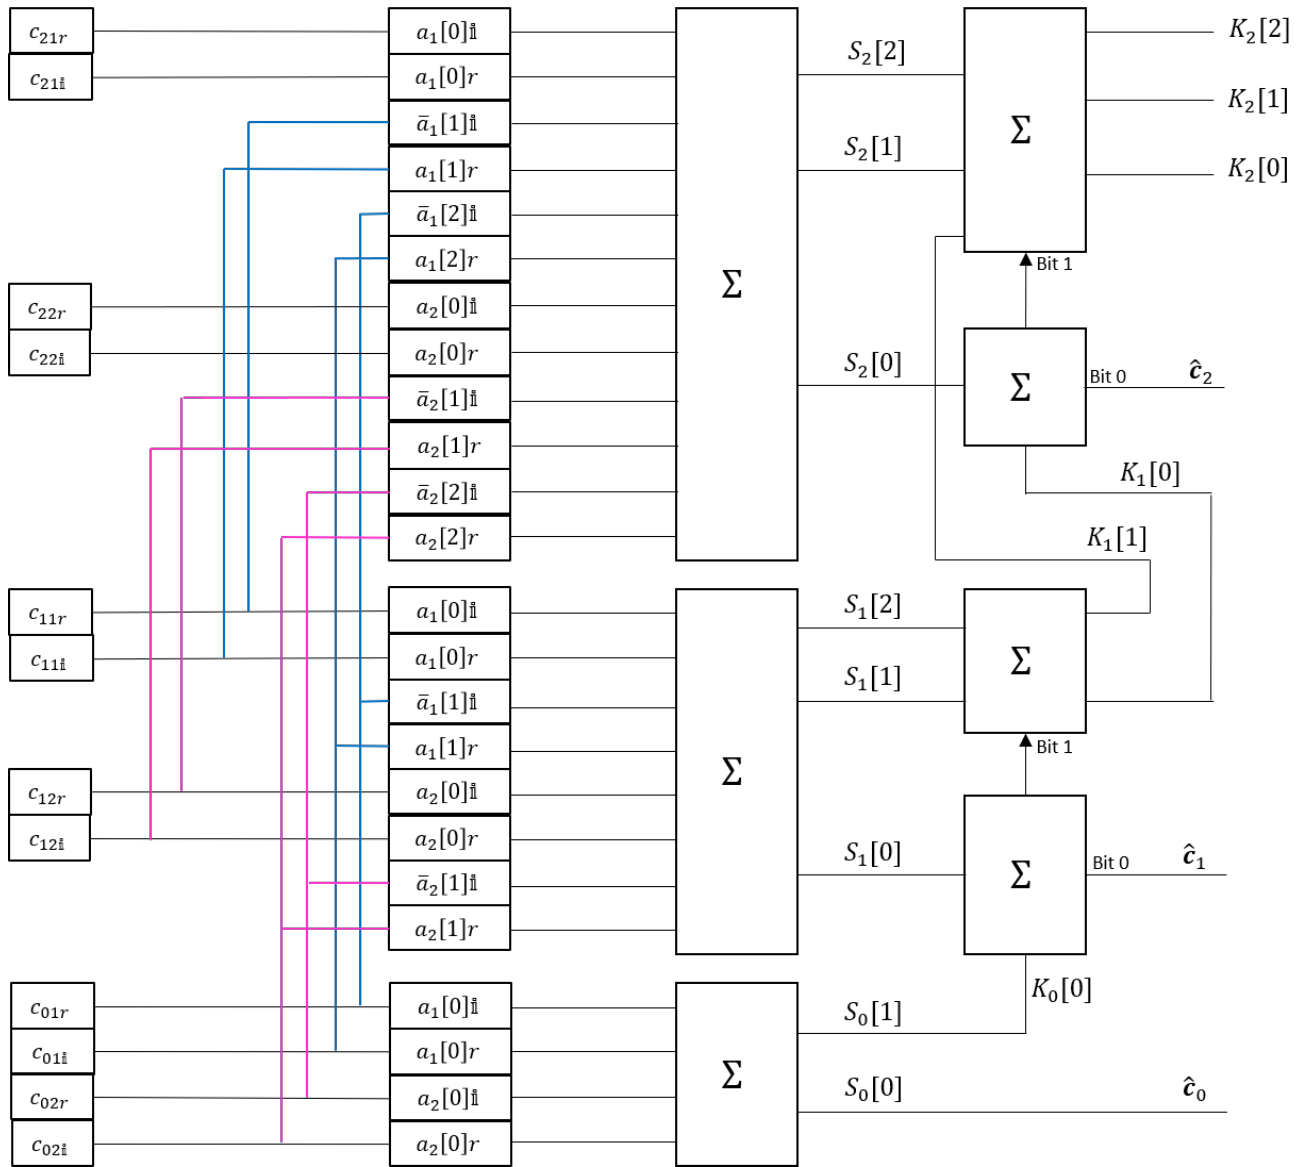 c₂₁ᵣ
a₁[0]𝕚
K₂[2]
S₂[2]
c₂₁𝕚
a₁[0]r
K₂[1]
ā₁[1]𝕚
Σ
S₂[1]
a₁[1]r
K₂[0]
ā₁[2]𝕚
a₁[2]r
Bit 1
Σ
c₂₂ᵣ
a₂[0]𝕚
c₂₂𝕚
a₂[0]r
S₂[0]
Bit 0
ĉ₂
Σ
ā₂[1]𝕚
a₂[1]r
K₁[0]
ā₂[2]𝕚
a₂[2]r
K₁[1]
c₁₁ᵣ
a₁[0]𝕚
S₁[2]
c₁₁𝕚
a₁[0]r
Σ
S₁[1]
ā₁[1]𝕚
a₁[1]r
Bit 1
Σ
c₁₂ᵣ
a₂[0]𝕚
c₁₂𝕚
a₂[0]r
S₁[0]
Bit 0
ĉ₁
Σ
ā₂[1]𝕚
a₂[1]r
K₀[0]
c₀₁ᵣ
a₁[0]𝕚
S₀[1]
c₀₁𝕚
a₁[0]r
Σ
c₀₂ᵣ
a₂[0]𝕚
S₀[0]
ĉ₀
c₀₂𝕚
a₂[0]r